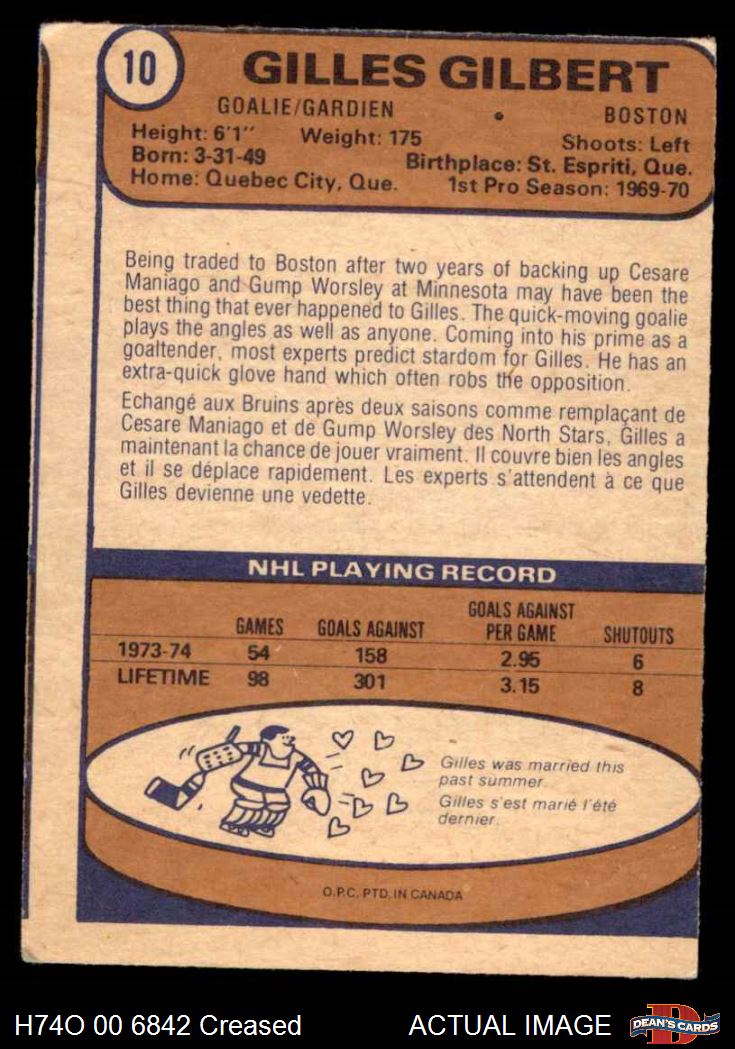 10
GILLES GILBERT
GOALIE/GARDIEN • BOSTON
Height: 6'1" Weight: 175 Shoots: Left
Born: 3-31-49 Birthplace: St. Espriti, Que.
Home: Quebec City, Que. 1st Pro Season: 1969-70
Being traded to Boston after two years of backing up Cesare
Maniago and Gump Worsley at Minnesota may have been the
best thing that ever happened to Gilles. The quick-moving goalie
plays the angles as well as anyone. Coming into his prime as a
goaltender, most experts predict stardom for Gilles. He has an
extra-quick glove hand which often robs the opposition.
Echangé aux Bruins après deux saisons comme remplaçant de
Cesare Maniago et de Gump Worsley des North Stars, Gilles a
maintenant la chance de jouer vraiment. Il couvre bien les angles
et il se déplace rapidement. Les experts s'attendent à ce que
Gilles devienne une vedette.
NHL PLAYING RECORD
GAMES GOALS AGAINST GOALS AGAINST PER GAME SHUTOUTS
1973-74 54 158 2.95 6
LIFETIME 98 301 3.15 8
Gilles was married this
past summer.
Gilles s'est marié l'été
dernier.
O.P.C. PTD. IN CANADA
H74O 00 6842 Creased ACTUAL IMAGE
D
DEAN'S CARDS